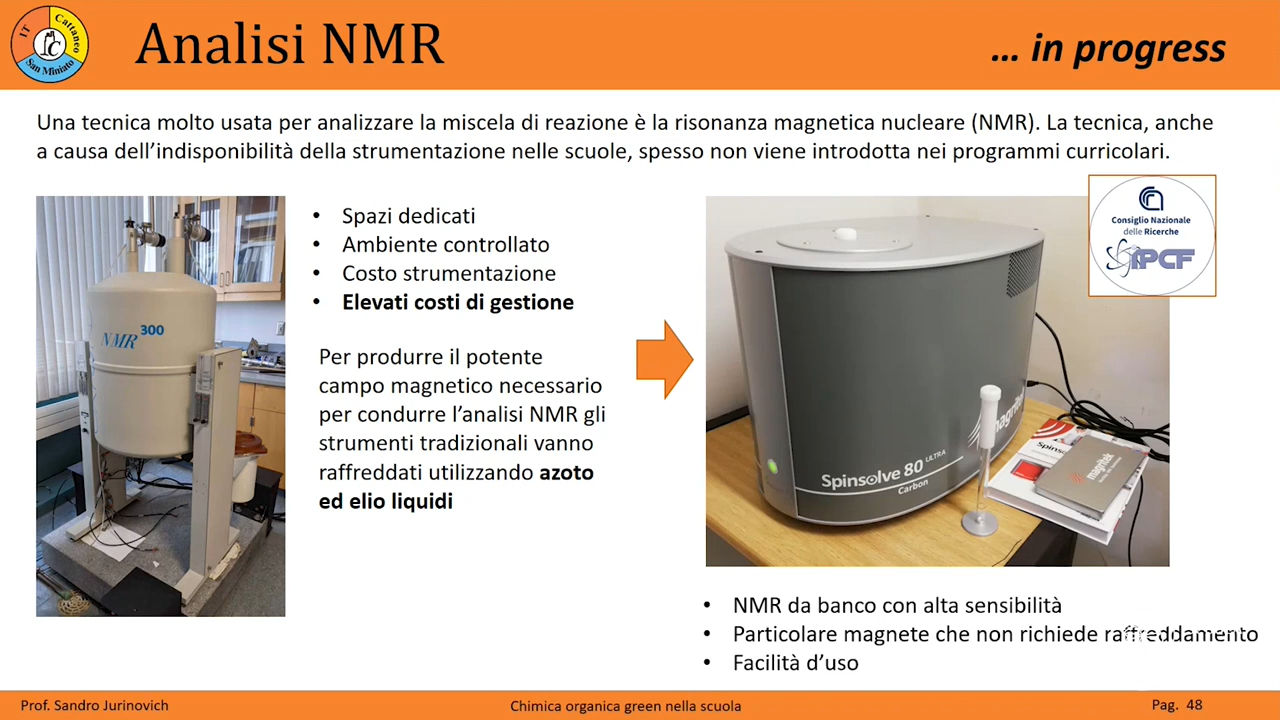 IT
Cattaneo
San Miniato
Analisi NMR
... in progress
Una tecnica molto usata per analizzare la miscela di reazione è la risonanza magnetica nucleare (NMR). La tecnica, anche
a causa dell’indisponibilità della strumentazione nelle scuole, spesso non viene introdotta nei programmi curricolari.
NMR 300
• Spazi dedicati
• Ambiente controllato
• Costo strumentazione
• Elevati costi di gestione
Per produrre il potente
campo magnetico necessario
per condurre l’analisi NMR gli
strumenti tradizionali vanno
raffreddati utilizzando azoto
ed elio liquidi
Consiglio Nazionale
delle Ricerche
IPCF
magritek
Spinsolve 80 ULTRA
Carbon
Spinso
magritek
• NMR da banco con alta sensibilità
• Particolare magnete che non richiede raffreddamento
• Facilità d’uso
Prof. Sandro Jurinovich
Chimica organica green nella scuola
Pag. 48